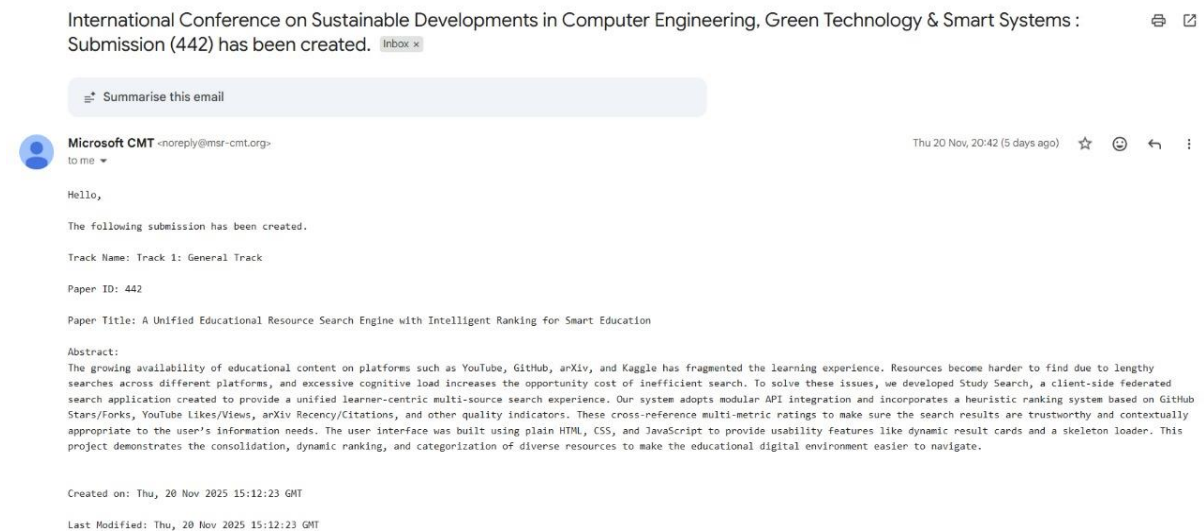 International Conference on Sustainable Developments in Computer Engineering, Green Technology & Smart Systems :
Submission (442) has been created. Inbox ×
Summarise this email
Microsoft CMT <noreply@msr-cmt.org>
Thu 20 Nov, 20:42 (5 days ago)
to me
Hello,
The following submission has been created.
Track Name: Track 1: General Track
Paper ID: 442
Paper Title: A Unified Educational Resource Search Engine with Intelligent Ranking for Smart Education
Abstract:
The growing availability of educational content on platforms such as YouTube, GitHub, arXiv, and Kaggle has fragmented the learning experience. Resources become harder to find due to lengthy
searches across different platforms, and excessive cognitive load increases the opportunity cost of inefficient search. To solve these issues, we developed Study Search, a client-side federated
search application created to provide a unified learner-centric multi-source search experience. Our system adopts modular API integration and incorporates a heuristic ranking system based on GitHub
Stars/Forks, YouTube Likes/Views, arXiv Recency/Citations, and other quality indicators. These cross-reference multi-metric ratings to make sure the search results are trustworthy and contextually
appropriate to the user's information needs. The user interface was built using plain HTML, CSS, and JavaScript to provide usability features like dynamic result cards and a skeleton loader. This
project demonstrates the consolidation, dynamic ranking, and categorization of diverse resources to make the educational digital environment easier to navigate.
Created on: Thu, 20 Nov 2025 15:12:23 GMT
Last Modified: Thu, 20 Nov 2025 15:12:23 GMT